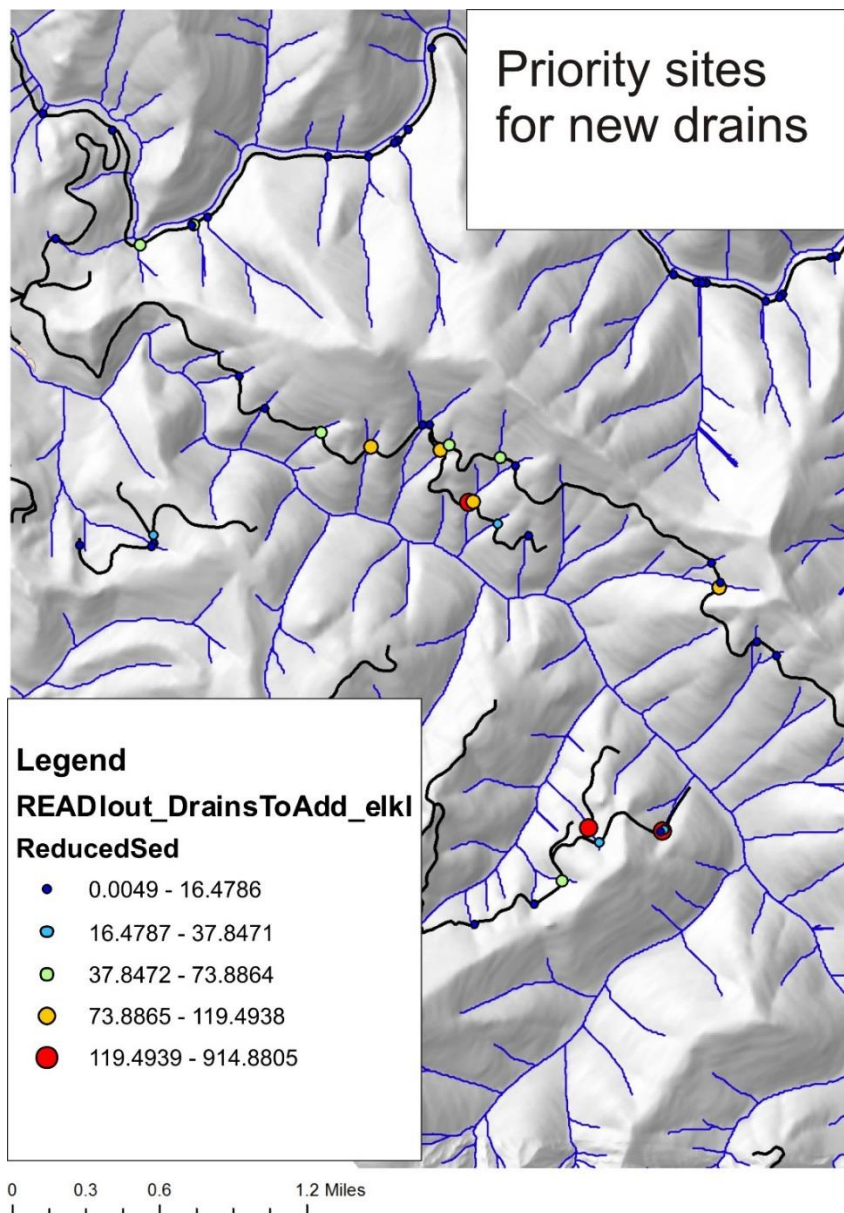 Priority sites
for new drains
Legend
READIout_DrainsToAdd_elkl
ReducedSed
0.0049 - 16.4786
16.4787 - 37.8471
37.8472 - 73.8864
73.8865 - 119.4938
119.4939 - 914.8805
0 0.3 0.6 1.2 Miles